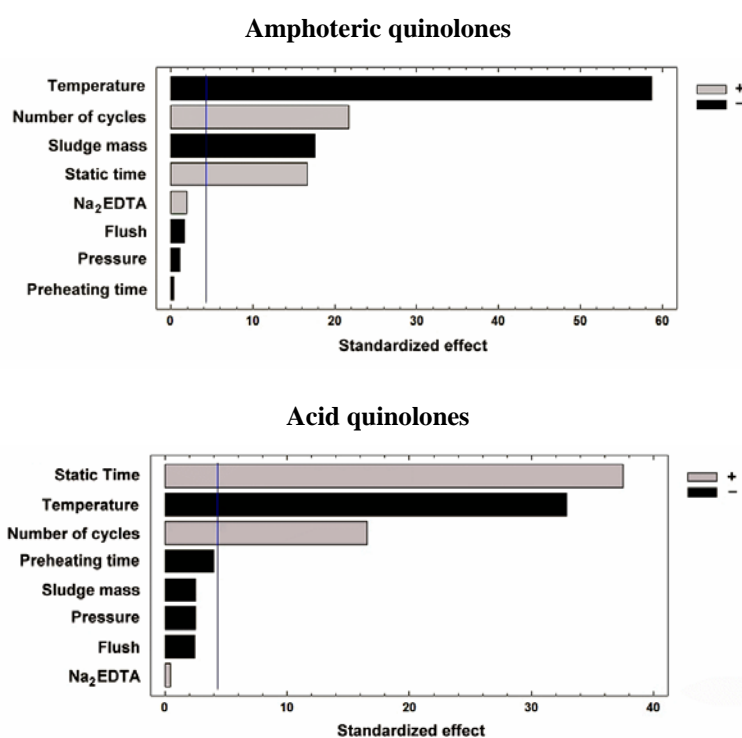 Amphoteric quinolones
Temperature
+
Number of cycles
−
Sludge mass
Static time
Na₂EDTA
Flush
Pressure
Preheating time
0 10 20 30 40 50 60
Standardized effect
Acid quinolones
Static Time
+
Temperature
−
Number of cycles
Preheating time
Sludge mass
Pressure
Flush
Na₂EDTA
0 10 20 30 40
Standardized effect